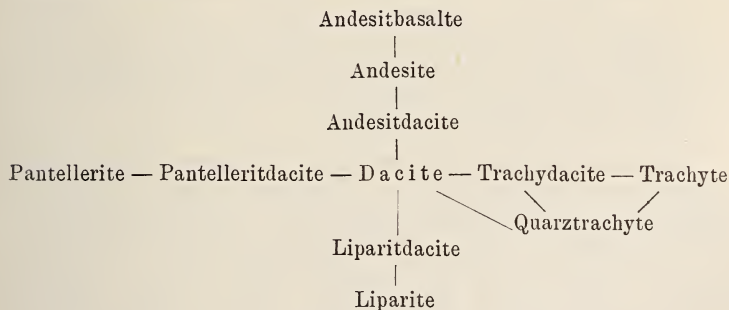 Andesitbasalte
Andesite
Andesitdacite
Pantellerite — Pantelleritdacite — Dacite — Trachydacite — Trachyte
Quarztrachyte
Liparitdacite
Liparite